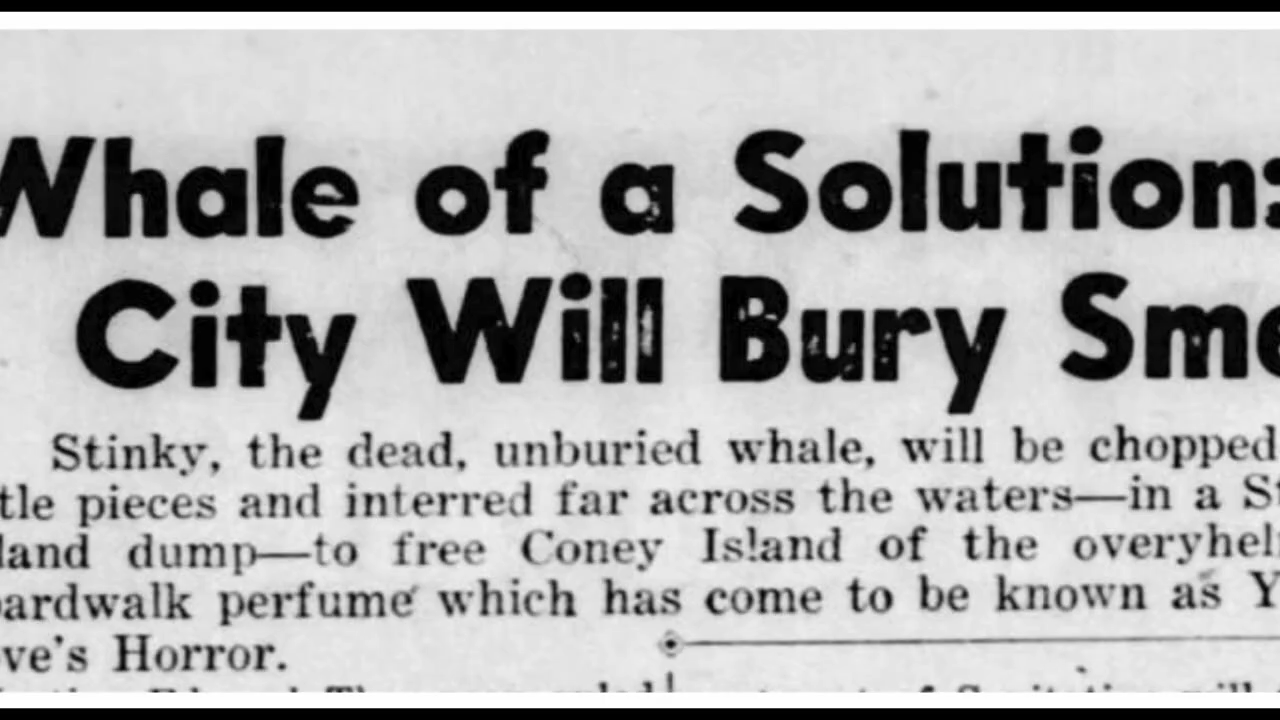 Whale of a Solution:
City Will Bury Sme
Stinky, the dead, unburied whale, will be chopped
tle pieces and interred far across the waters—in a St
land dump—to free Coney Island of the overyhel
ardwalk perfume which has come to be known as Y
ve's Horror.